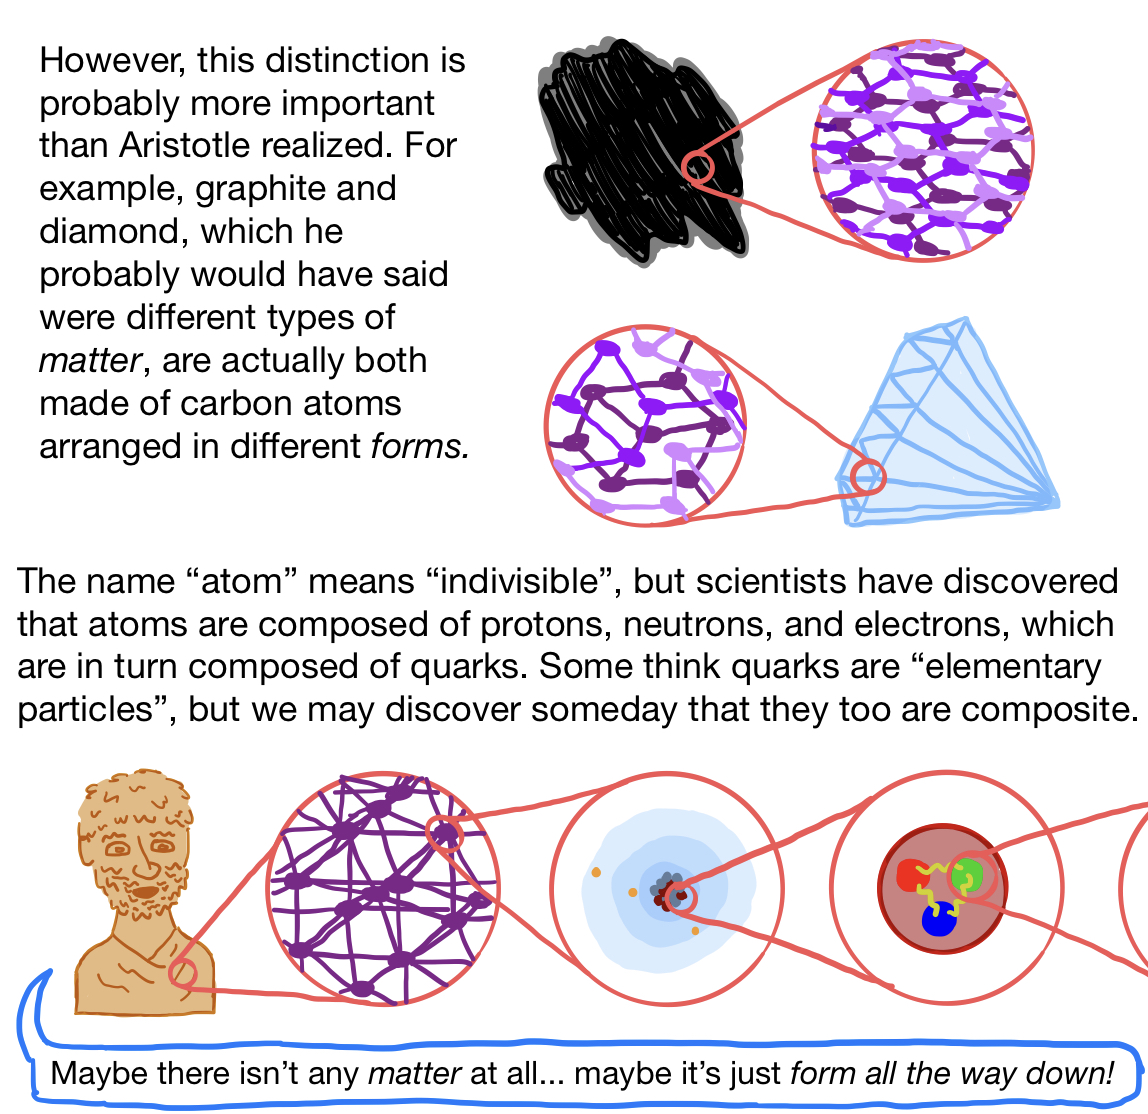 However, this distinction is
probably more important
than Aristotle realized. For
example, graphite and
diamond, which he
probably would have said
were different types of
matter, are actually both
made of carbon atoms
arranged in different forms.
The name “atom” means “indivisible”, but scientists have discovered
that atoms are composed of protons, neutrons, and electrons, which
are in turn composed of quarks. Some think quarks are “elementary
particles”, but we may discover someday that they too are composite.
Maybe there isn’t any matter at all... maybe it’s just form all the way down!